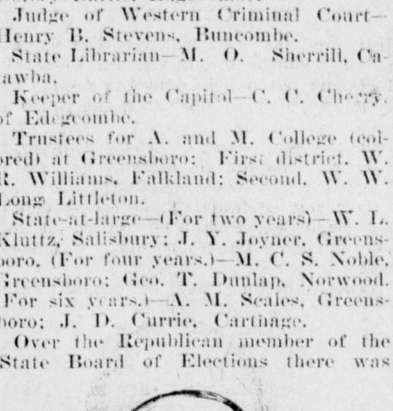 Judge of Western Criminal Court—
Henry B. Stevens, Buncombe.
State Librarian—M. O. Sherrill, Ca-
tawba.
Keeper of the Capitol—C. C. Cherry,
of Edgecombe.
Trustees for A. and M. College (col-
ored) at Greensboro: First district, W.
R. Williams, Falkland; Second, W. W.
Long, Littleton.
State-at-large—(For two years)—W. L.
Kluttz, Salisbury; J. Y. Joyner, Greens-
boro. (For four years.)—M. C. S. Noble,
Greensboro; Geo. T. Dunlap, Norwood.
For six years.)—A. M. Scales, Greens-
boro; J. D. Currie, Carthage.
Over the Republican member of the
State Board of Elections there was